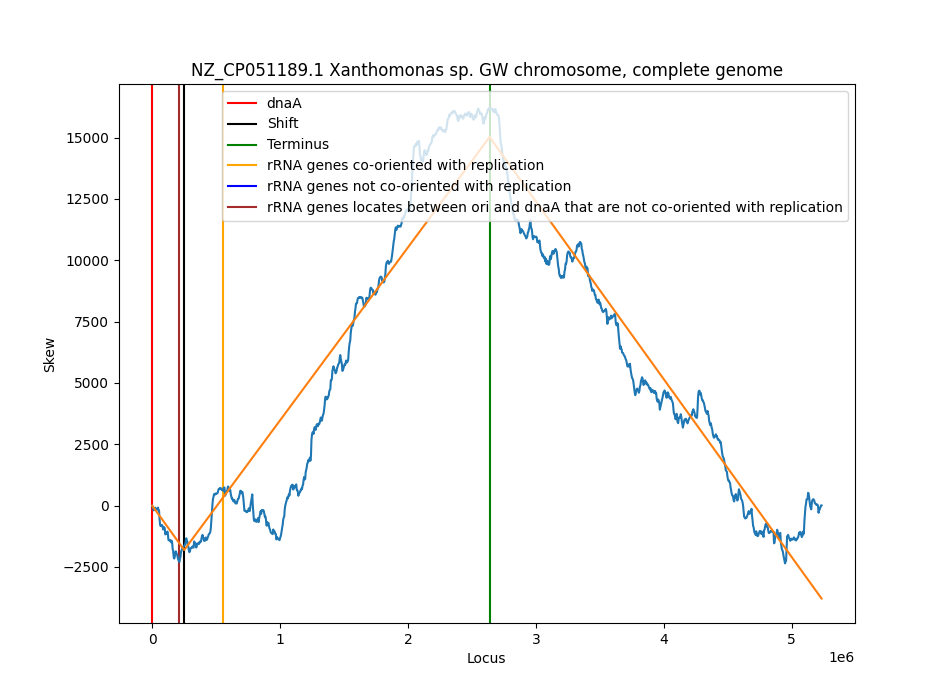 NZ_CP051189.1 Xanthomonas sp. GW chromosome, complete genome
dnaA
Shift
Terminus
rRNA genes co-oriented with replication
rRNA genes not co-oriented with replication
rRNA genes locates between ori and dnaA that are not co-oriented with replication
15000
12500
10000
7500
5000
2500
0
−2500
Skew
0 1 2 3 4 5
1e6
Locus